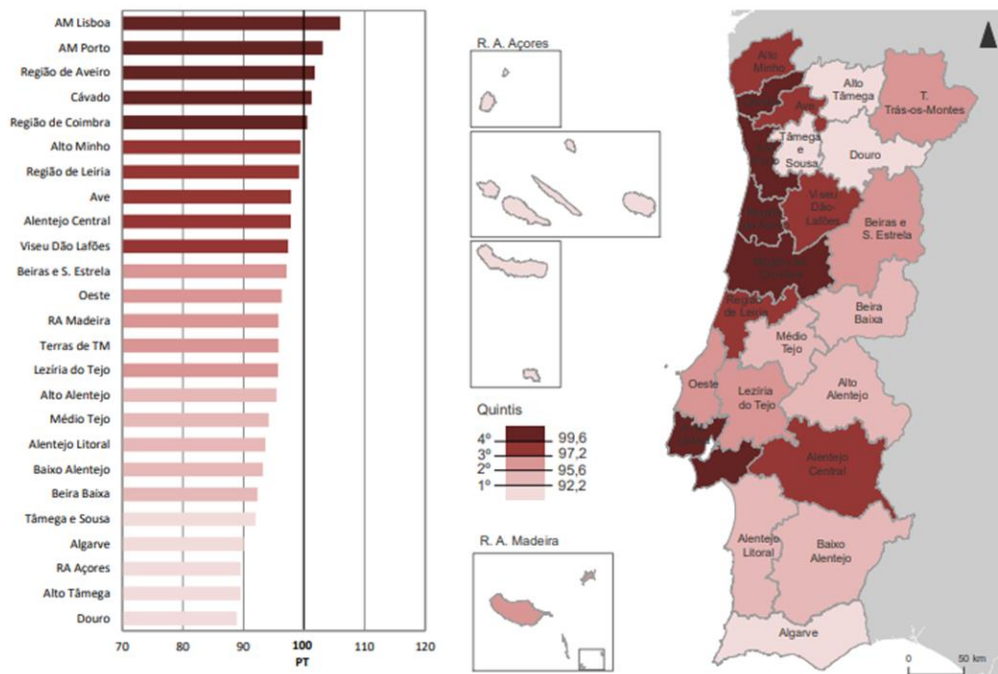 AM Lisboa
AM Porto
Região de Aveiro
Cávado
Região de Coimbra
Alto Minho
Região de Leiria
Ave
Alentejo Central
Viseu Dão Lafões
Beiras e S. Estrela
Oeste
RA Madeira
Terras de TM
Lezíria do Tejo
Alto Alentejo
Médio Tejo
Alentejo Litoral
Baixo Alentejo
Beira Baixa
Tâmega e Sousa
Algarve
RA Açores
Alto Tâmega
Douro
70 80 90 100 110 120
PT
R. A. Açores
Quintis
4º 99,6
3º 97,2
2º 95,6
1º 92,2
R. A. Madeira
Alto
Minho
Alto
Tâmega
T.
Trás-os-Montes
Ave
Tâmega
e
Sousa
Douro
Viseu
Dão-
Lafões
Beiras e
S. Estrela
Região
de Leiria
Beira
Baixa
Médio
Tejo
Oeste
Lezíria
do Tejo
Alto
Alentejo
Alentejo
Central
Alentejo
Litoral
Baixo
Alentejo
Algarve
0 50 km